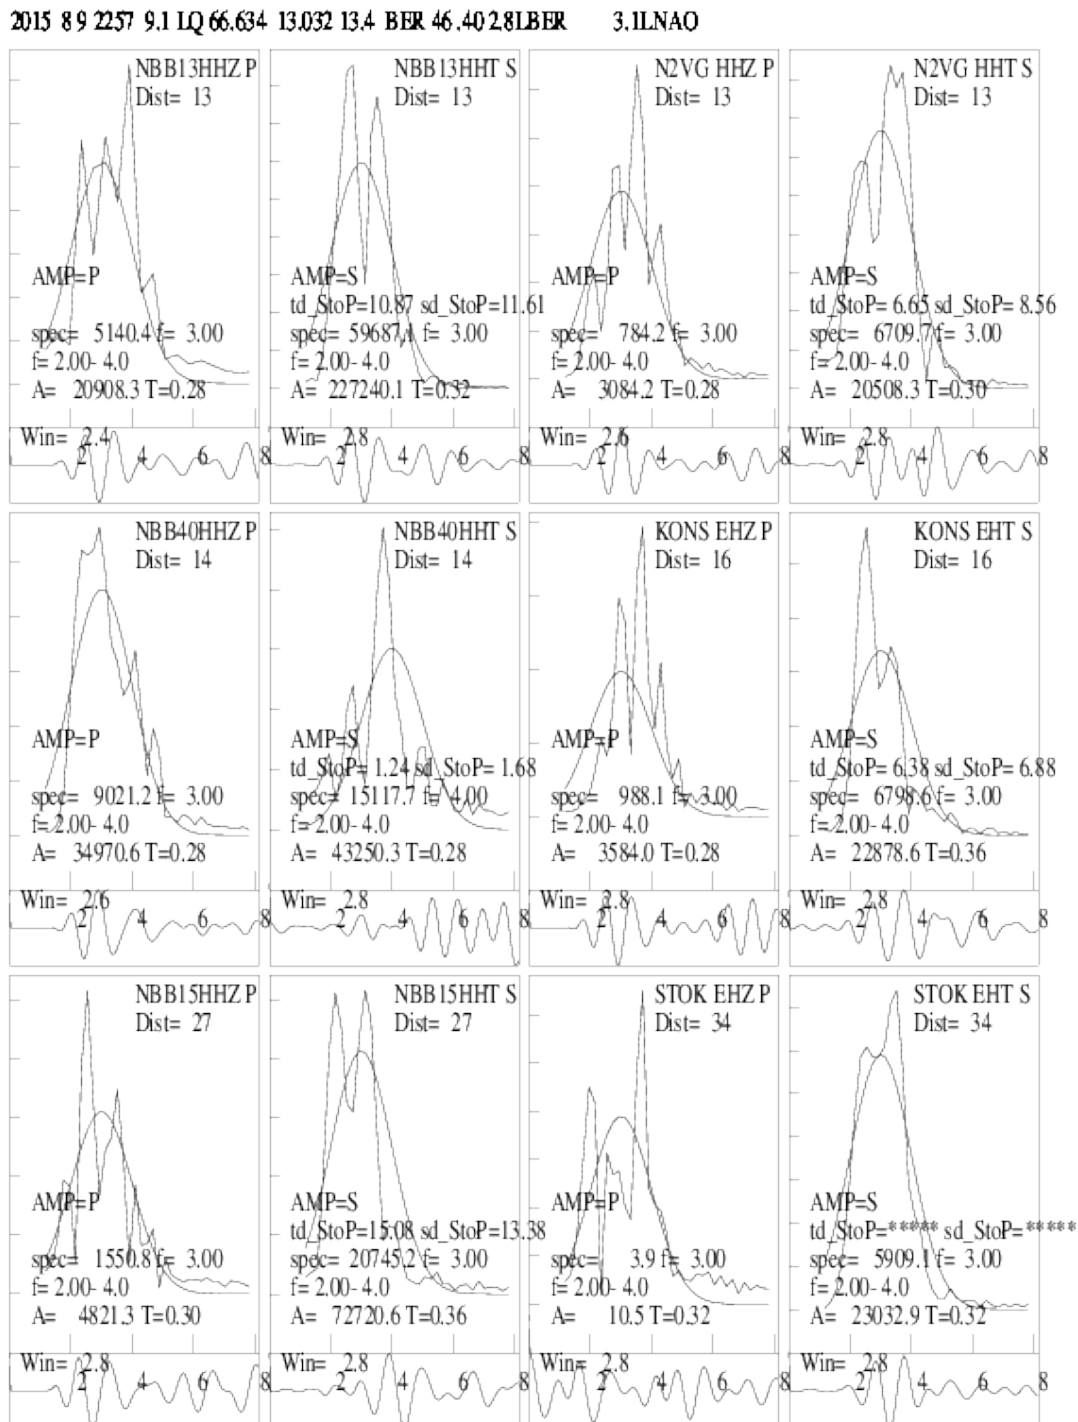 2015 8 9 2257 9.1 LQ 66.634 13.032 13.4 BER 46 .40 2.8LBER 3.1LNAO
NBB13HHZ P
Dist= 13
AMP=P
spec= 5140.4 f= 3.00
f= 2.00- 4.0
A= 20908.3 T=0.28
Win= 2.4
2 4 6 8
NBB13HHT S
Dist= 13
AMP=S
td_StoP=10.87 sd_StoP=11.61
spec= 59687.1 f= 3.00
f= 2.00- 4.0
A= 227240.1 T=0.32
Win= 2.8
2 4 6 8
N2VG HHZ P
Dist= 13
AMP=P
spec= 784.2 f= 3.00
f= 2.00- 4.0
A= 3084.2 T=0.28
Win= 2.6
2 4 6 8
N2VG HHT S
Dist= 13
AMP=S
td_StoP= 6.65 sd_StoP= 8.56
spec= 6709.7 f= 3.00
f= 2.00- 4.0
A= 20508.3 T=0.30
Win= 2.8
2 4 6 8
NBB40HHZ P
Dist= 14
AMP=P
spec= 9021.2 f= 3.00
f= 2.00- 4.0
A= 34970.6 T=0.28
Win= 2.6
2 4 6 8
NBB40HHT S
Dist= 14
AMP=S
td_StoP= 1.24 sd_StoP= 1.68
spec= 15117.7 f= 4.00
f= 2.00- 4.0
A= 43250.3 T=0.28
Win= 2.8
2 4 6 8
KONS EHZ P
Dist= 16
AMP=P
spec= 988.1 f= 3.00
f= 2.00- 4.0
A= 3584.0 T=0.28
Win= 2.8
2 4 6 8
KONS EHT S
Dist= 16
AMP=S
td_StoP= 6.38 sd_StoP= 6.88
spec= 6798.6 f= 3.00
f= 2.00- 4.0
A= 22878.6 T=0.36
Win= 2.8
2 4 6 8
NBB15HHZ P
Dist= 27
AMP=P
spec= 1550.8 f= 3.00
f= 2.00- 4.0
A= 4821.3 T=0.30
Win= 2.8
2 4 6 8
NBB15HHT S
Dist= 27
AMP=S
td_StoP=15.08 sd_StoP=13.38
spec= 20745.2 f= 3.00
f= 2.00- 4.0
A= 72720.6 T=0.36
Win= 2.8
2 4 6 8
STOK EHZ P
Dist= 34
AMP=P
spec= 3.9 f= 3.00
f= 2.00- 4.0
A= 10.5 T=0.32
Win= 2.8
2 4 6 8
STOK EHT S
Dist= 34
AMP=S
td_StoP=***** sd_StoP=*****
spec= 5909.1 f= 3.00
f= 2.00- 4.0
A= 23032.9 T=0.32
Win= 2.8
2 4 6 8